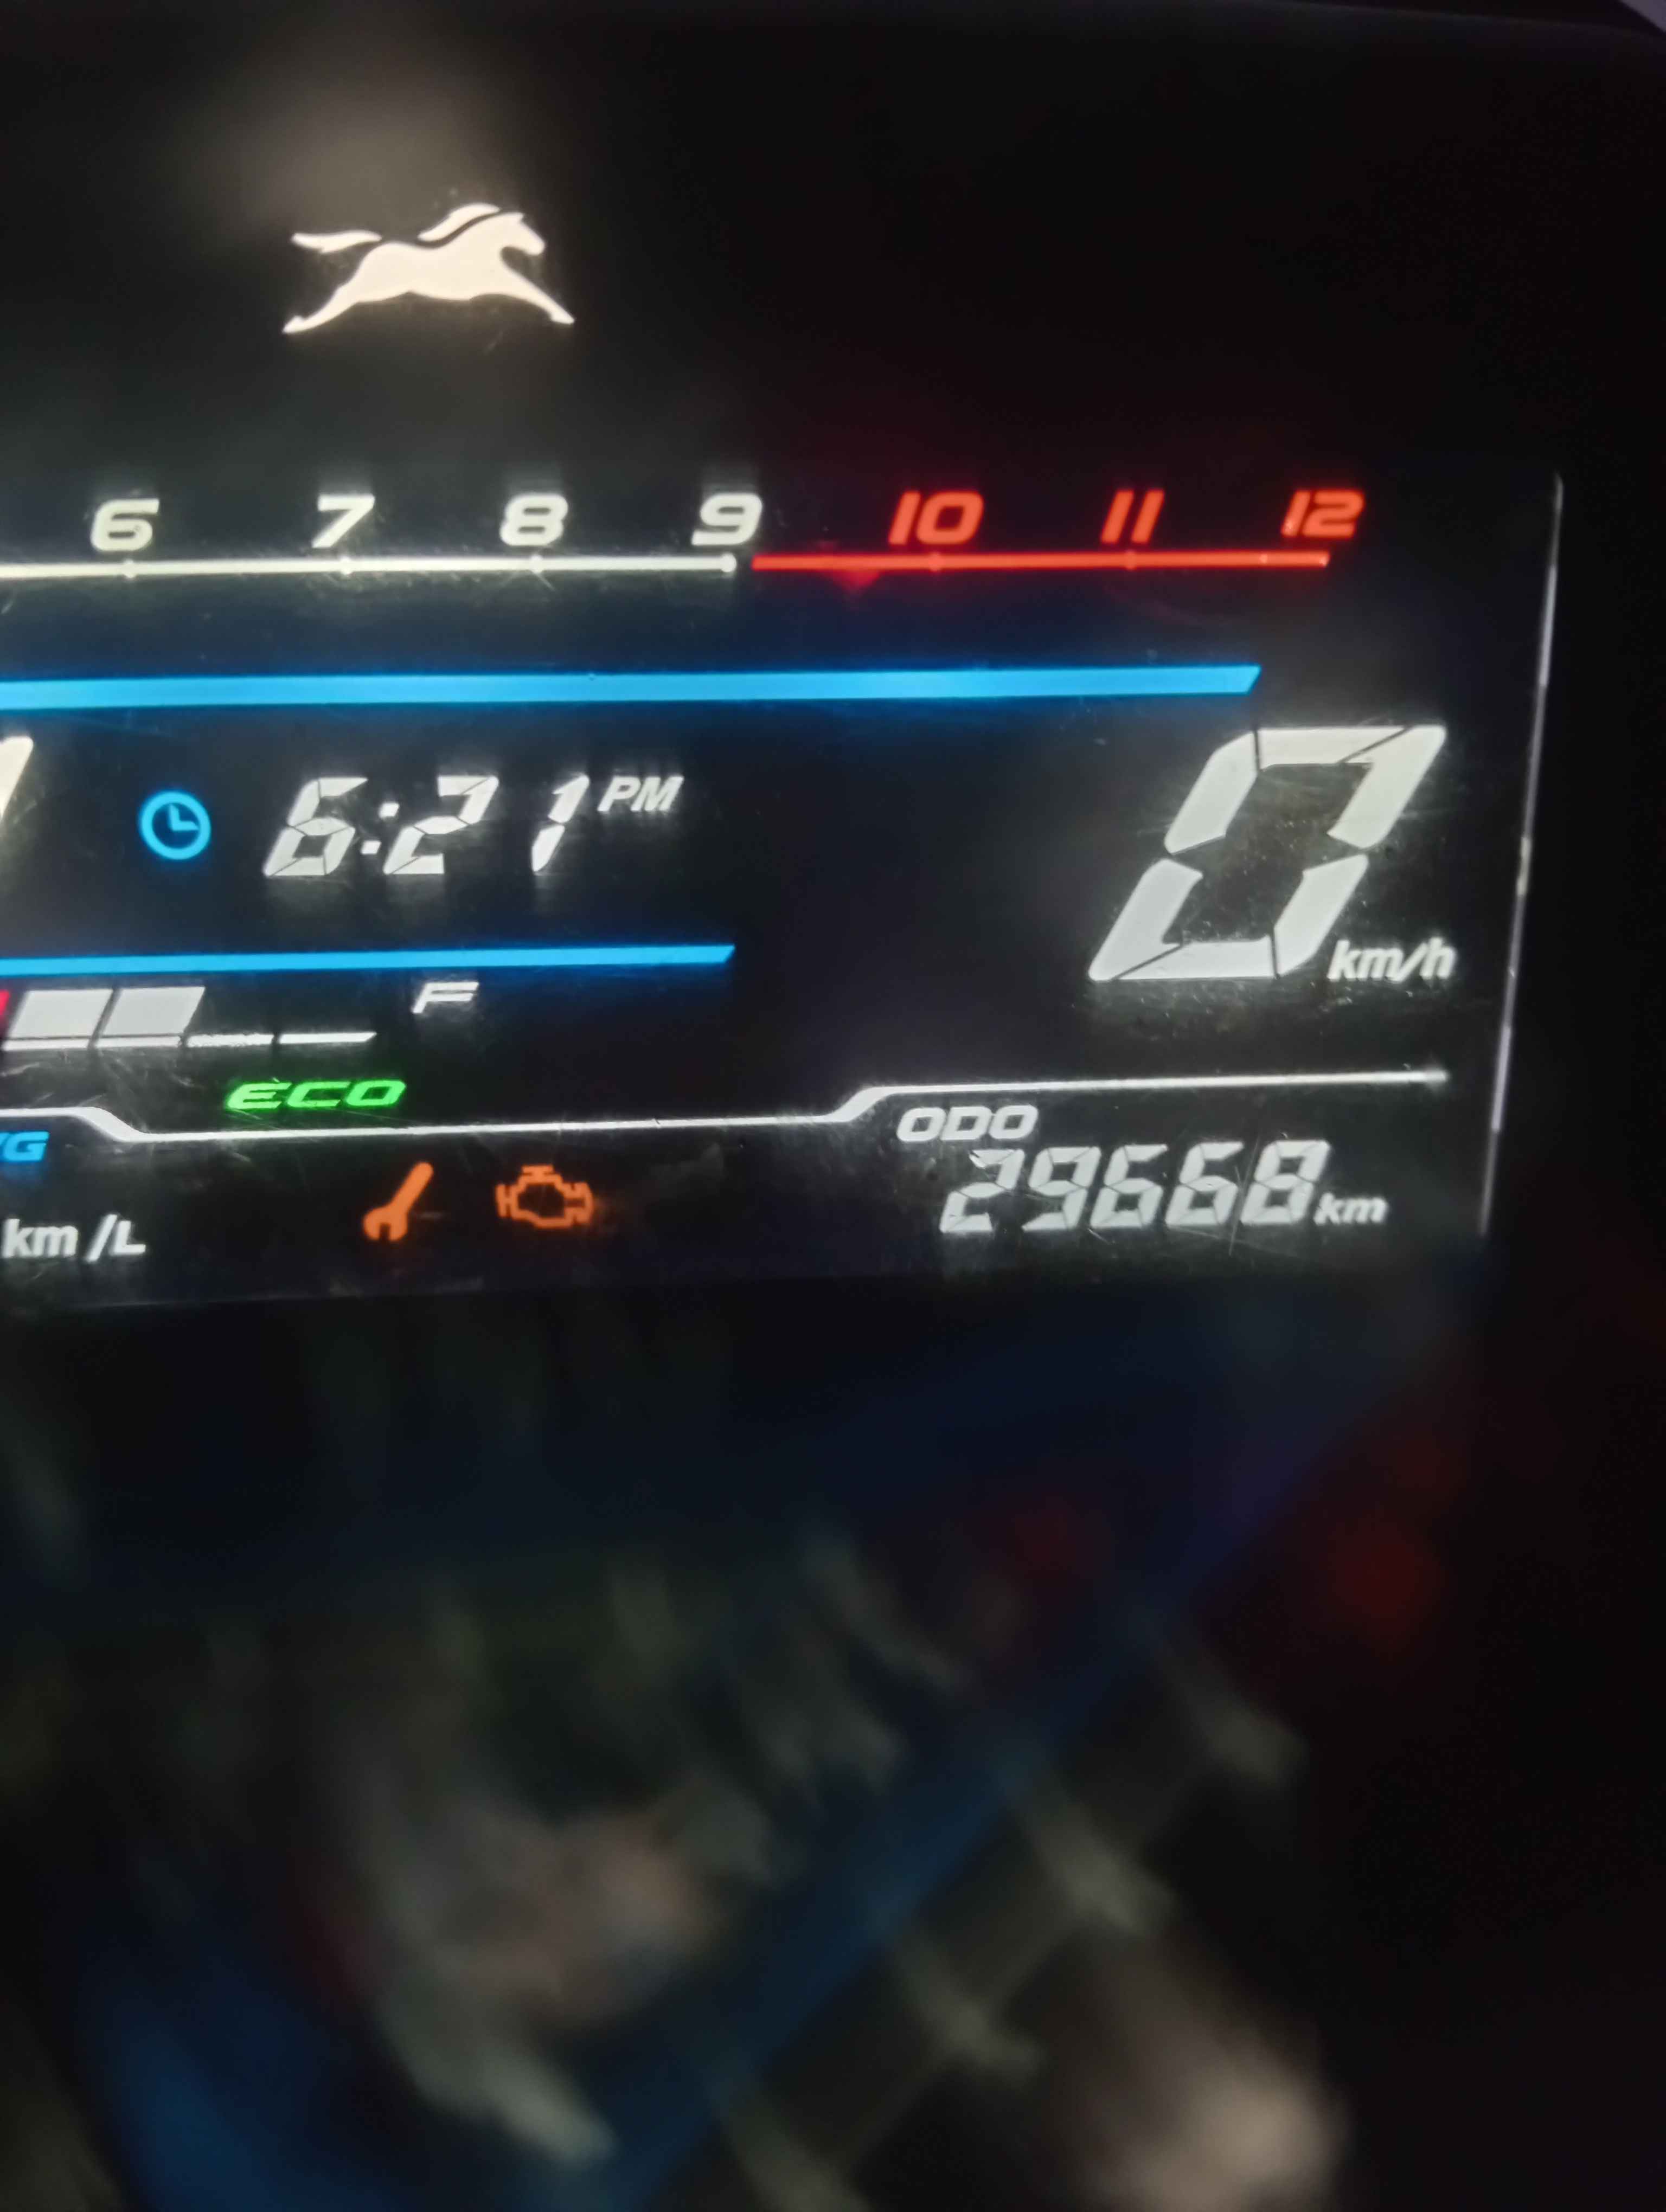 6 7 8 9 10 11 12
6:21 PM
0 km/h
F
ECO
ODO
29668 km
km/L